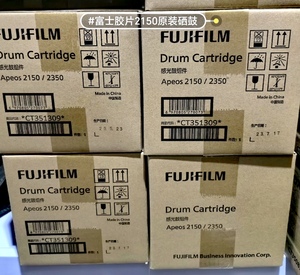 #富士胶片2150原装硒鼓
FUJIFILM
Drum Cartridge
感光鼓组件
Apeos 2150 / 2350
Made in China
*CT351309*
FUJIFILM
Drum Cartridge
感光鼓组件
Apeos 2150 / 2350
Made in China
*CT351309*
FUJIFILM
Drum Cartridge
感光鼓组件
Apeos 2150 / 2350
*CT351309*
FUJIFILM
Drum Cartridge
感光鼓组件
Apeos 2150 / 2350
FUJIFILM Business Innovation Corp.